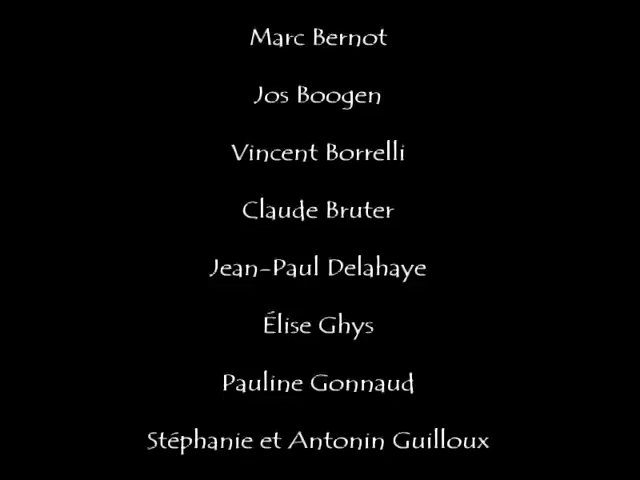 Marc Bernot
Jos Boogen
Vincent Borrelli
Claude Bruter
Jean-Paul Delahaye
Élise Ghys
Pauline Gonnaud
Stéphanie et Antonin Guilloux